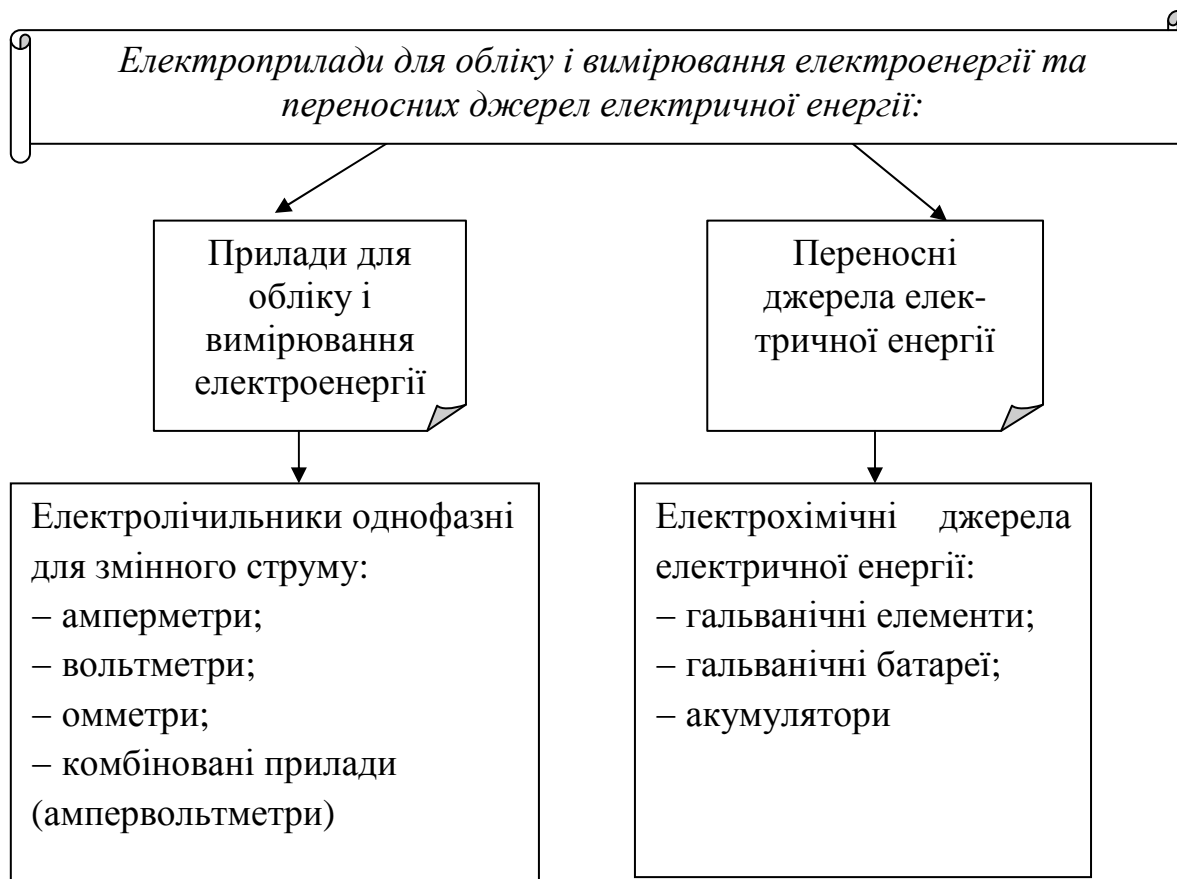 Електроприлади для обліку і вимірювання електроенергії та
переносних джерел електричної енергії:
Прилади для
обліку і
вимірювання
електроенергії
Переносні
джерела елек-
тричної енергії
Електролічильники однофазні
для змінного струму:
– амперметри;
– вольтметри;
– омметри;
– комбіновані прилади
(ампервольтметри)
Електрохімічні джерела
електричної енергії:
– гальванічні елементи;
– гальванічні батареї;
– акумулятори